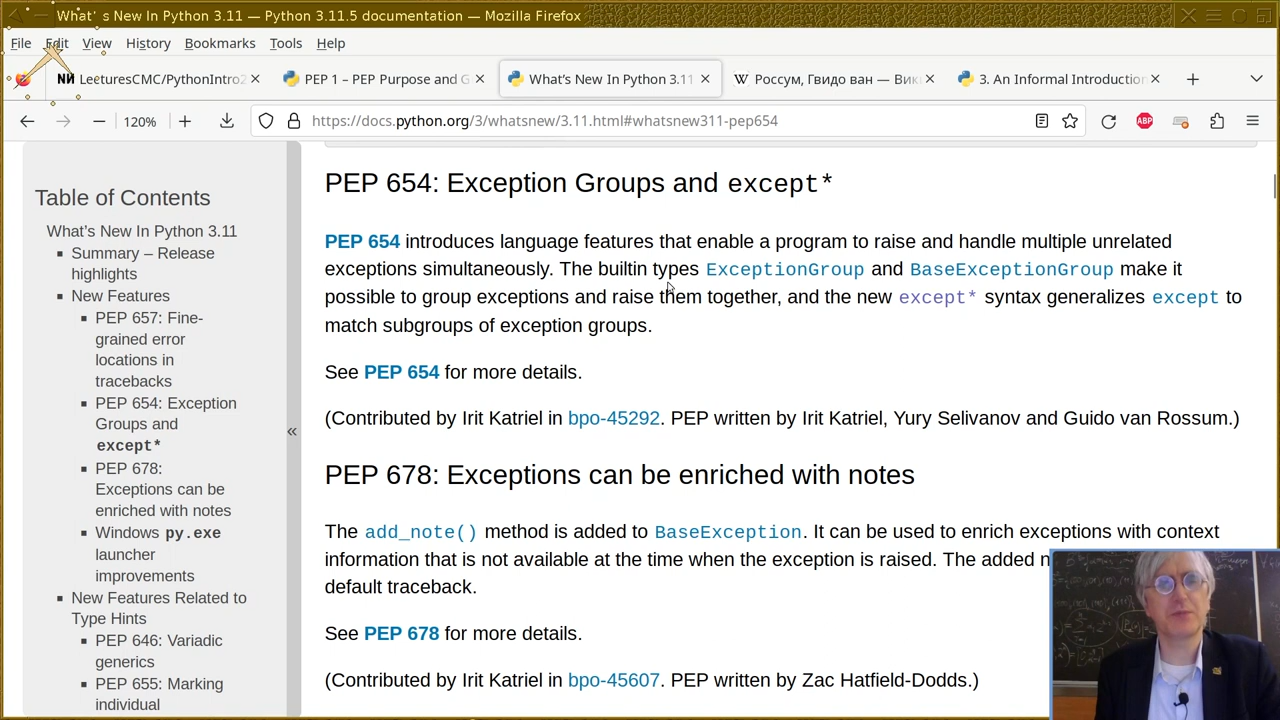 What' s New In Python 3.11 — Python 3.11.5 documentation — Mozilla Firefox
File Edit View History Bookmarks Tools Help
LecturesCMC/PythonIntro2
PEP 1 – PEP Purpose and G
What's New In Python 3.11
Россум, Гвидо ван — Вик
3. An Informal Introduction
120%
https://docs.python.org/3/whatsnew/3.11.html#whatsnew311-pep654
ABP
Table of Contents
What's New In Python 3.11
Summary – Release
highlights
New Features
PEP 657: Fine-
grained error
locations in
tracebacks
PEP 654: Exception
Groups and
except*
PEP 678:
Exceptions can be
enriched with notes
Windows py.exe
launcher
improvements
New Features Related to
Type Hints
PEP 646: Variadic
generics
PEP 655: Marking
individual
«
PEP 654: Exception Groups and except*
PEP 654 introduces language features that enable a program to raise and handle multiple unrelated
exceptions simultaneously. The builtin types ExceptionGroup and BaseExceptionGroup make it
possible to group exceptions and raise them together, and the new except* syntax generalizes except to
match subgroups of exception groups.
See PEP 654 for more details.
(Contributed by Irit Katriel in bpo-45292. PEP written by Irit Katriel, Yury Selivanov and Guido van Rossum.)
PEP 678: Exceptions can be enriched with notes
The add_note() method is added to BaseException. It can be used to enrich exceptions with context
information that is not available at the time when the exception is raised. The added
default traceback.
See PEP 678 for more details.
(Contributed by Irit Katriel in bpo-45607. PEP written by Zac Hatfield-Dodds.)